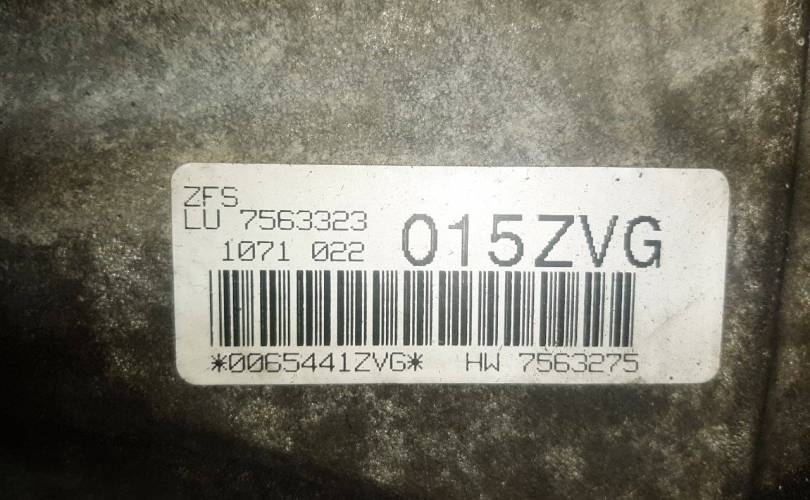 ZFS
LU 7563323
1071 022 015ZVG
*0065441ZVG* HW 7563275